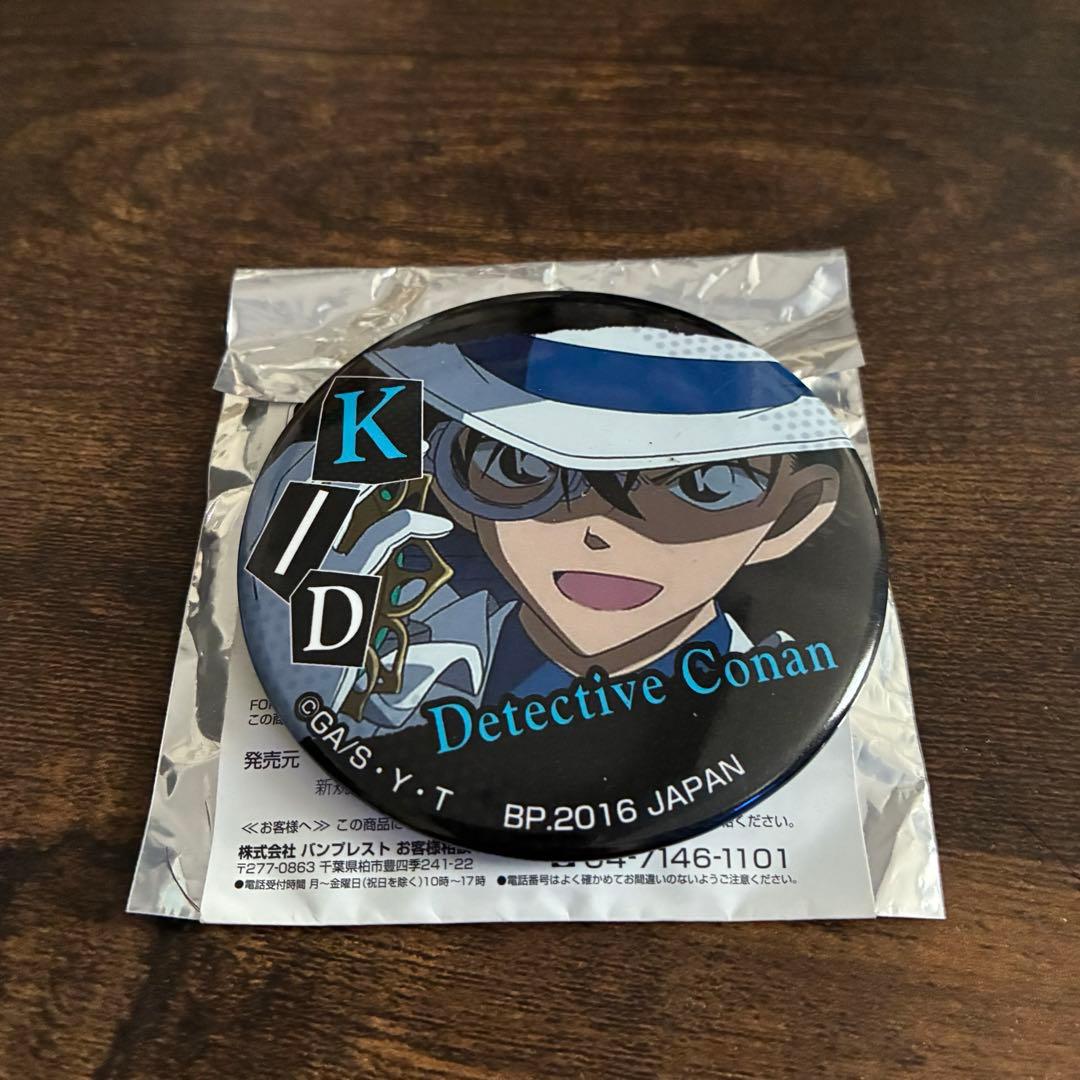 K
I
D
Detective Conan
©GA/S・Y・T
BP.2016 JAPAN
発売元
≪お客様へ≫ この商品に
ください。
株式会社 バンプレスト お客様相談
04-7146-1101
〒277-0863 千葉県柏市豊四季241-22
●電話受付時間 月〜金曜日(祝日を除く)10時〜17時 ●電話番号はよく確かめてお間違いのないようご注意ください。